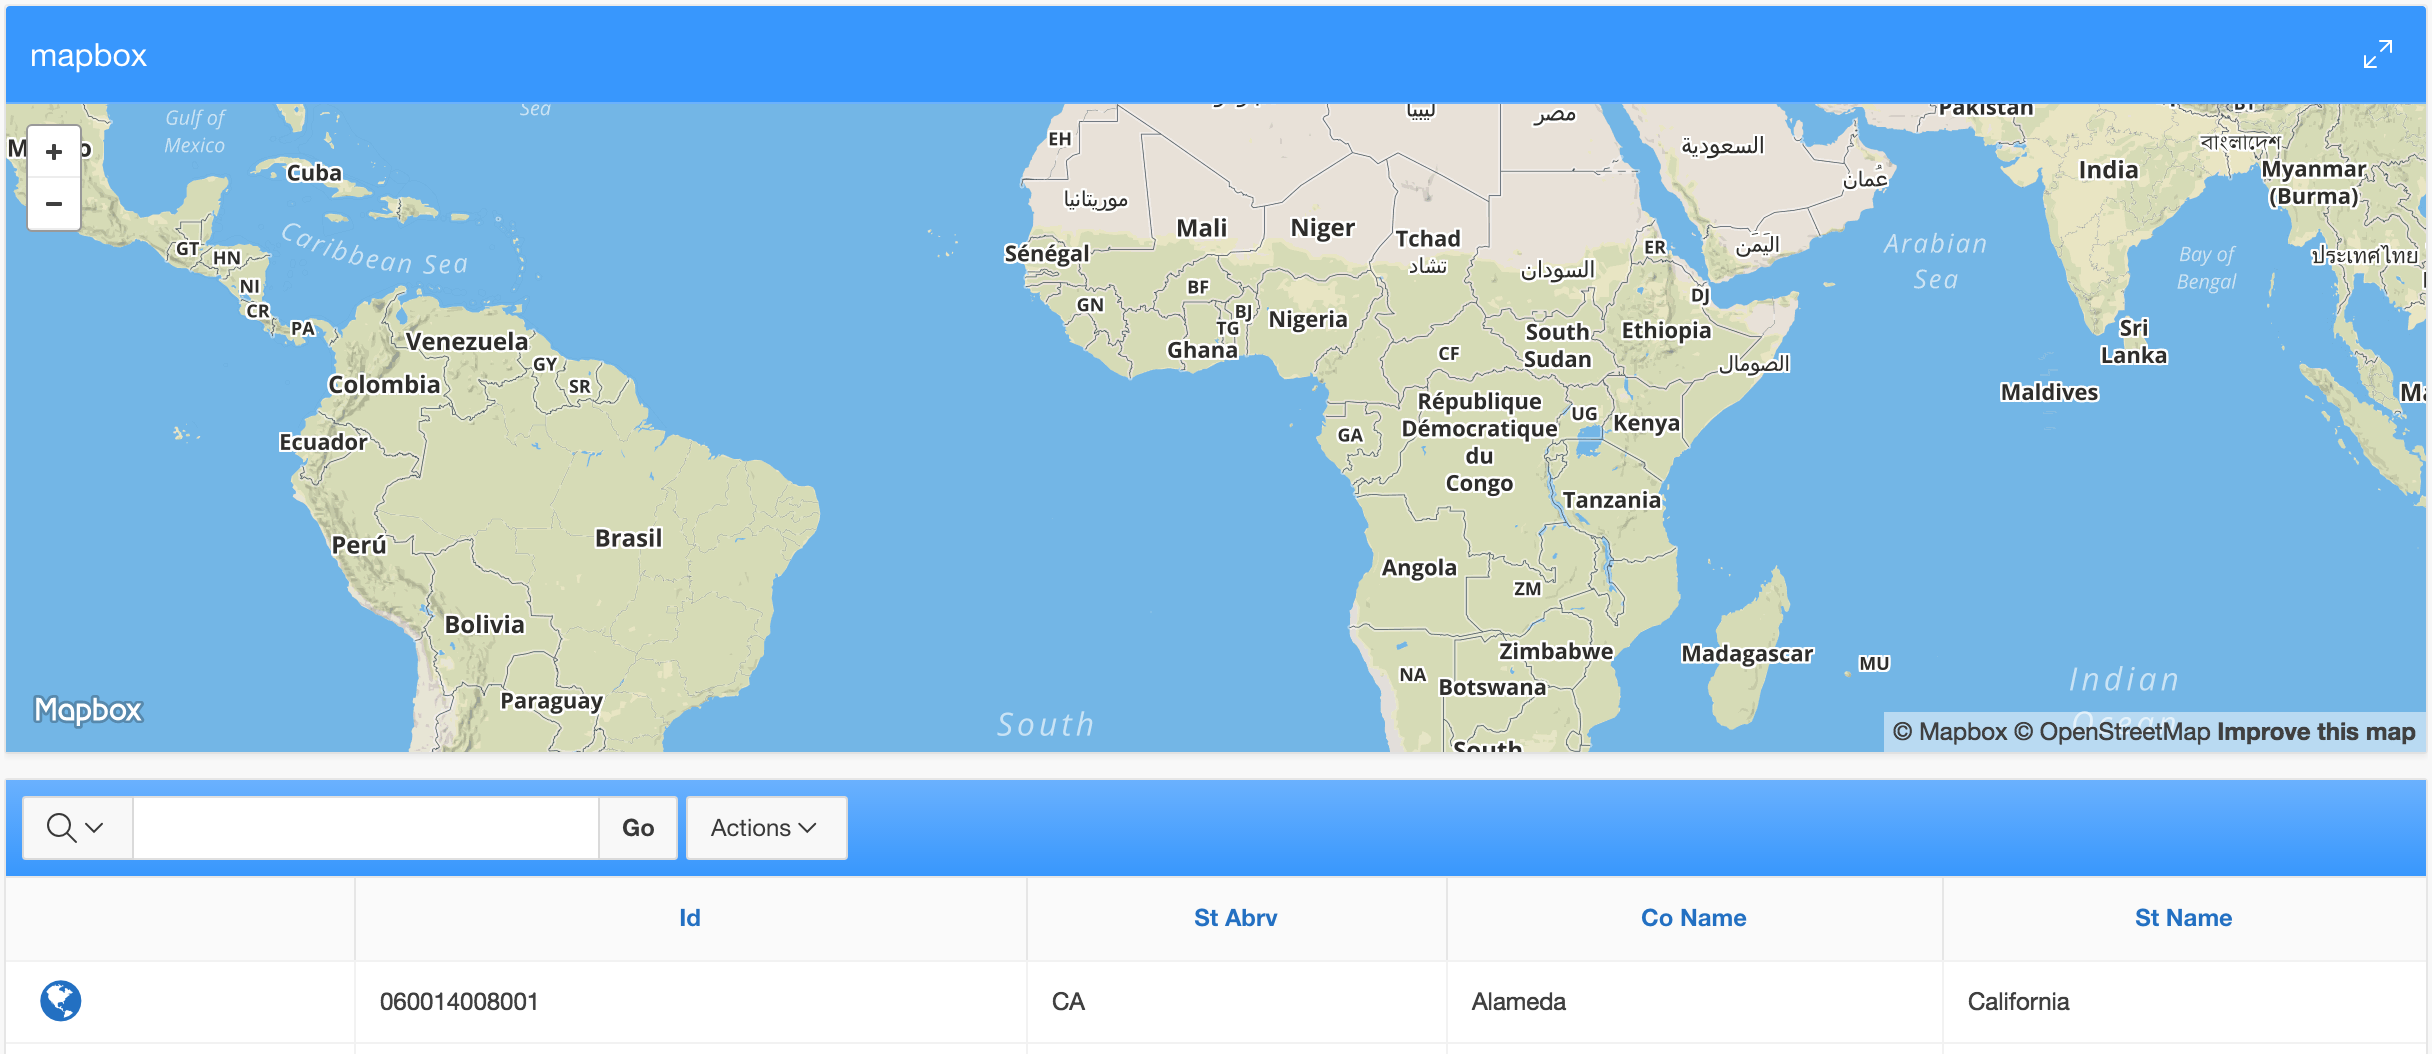 mapbox
Gulf of
Mexico
Sea
+
−
Cuba
Caribbean Sea
GT
HN
NI
CR
PA
Venezuela
GY
SR
Colombia
Ecuador
Perú
Brasil
Bolivia
Paraguay
EH
ليبيا
مصر
السعودية
عُمان
موريتانيا
Mali
Niger
Tchad
تشاد
السودان
ER
اليَمَن
Sénégal
GN
BF
BJ
TG
Ghana
Nigeria
CF
South
Sudan
Ethiopia
DJ
الصومال
République
Démocratique
du
Congo
UG
Kenya
GA
Tanzania
Angola
ZM
Zimbabwe
NA
Botswana
South
Madagascar
MU
Pakistan
India
বাংলাদেশ
Myanmar
(Burma)
ประเทศไทย
Arabian
Sea
Bay of
Bengal
Sri
Lanka
Maldives
South
Indian
Ocean
Mapbox
© Mapbox © OpenStreetMap Improve this map
Go
Actions
Id St Abrv Co Name St Name
060014008001 CA Alameda California